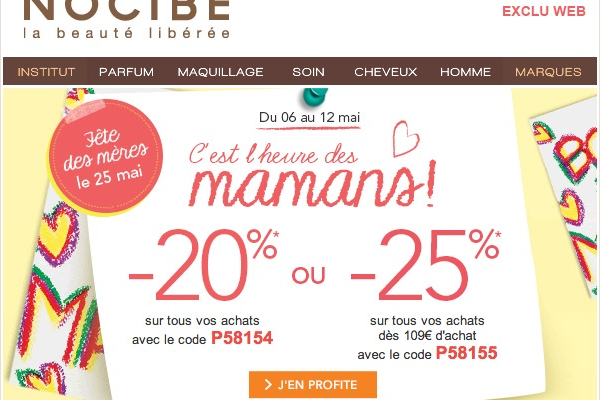 NOCIBÉ
la beauté libérée
EXCLU WEB
INSTITUT PARFUM MAQUILLAGE SOIN CHEVEUX HOMME MARQUES
Fête
des mères
le 25 mai
Du 06 au 12 mai
C'est l'heure des
mamans!
-20%* OU -25%*
sur tous vos achats
avec le code P58154
sur tous vos achats
dès 109€ d'achat
avec le code P58155
J'EN PROFITE